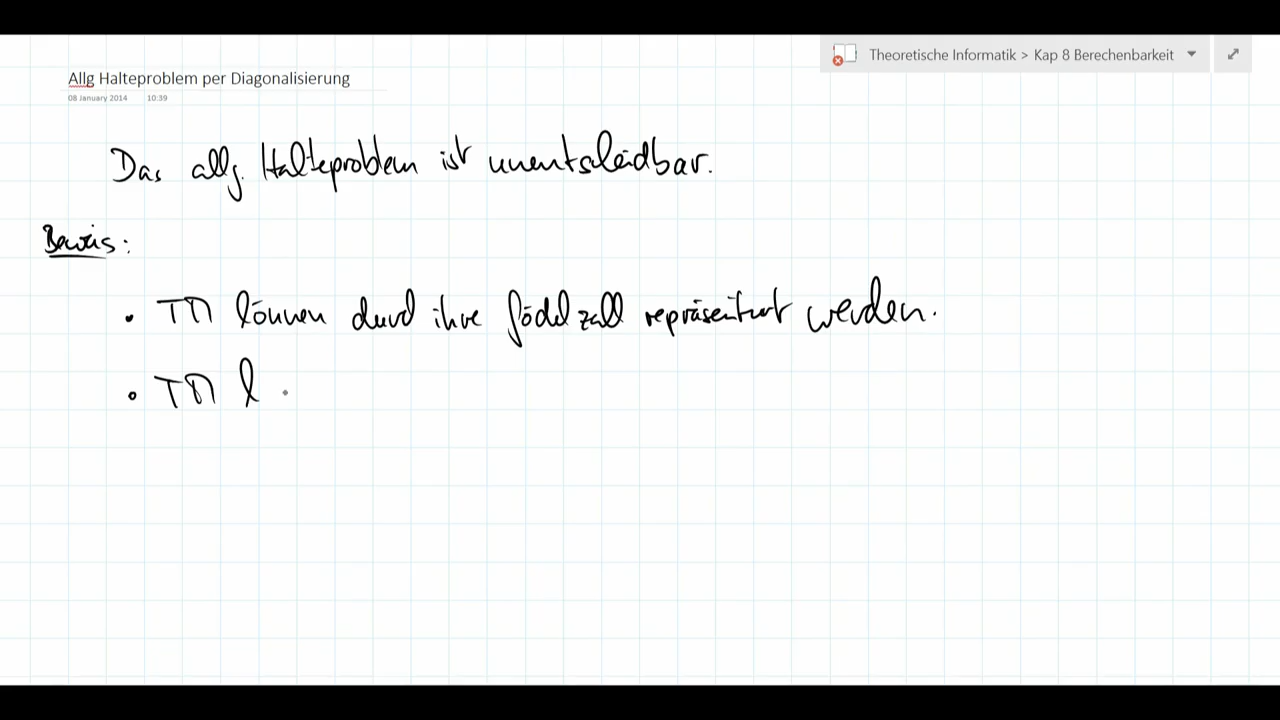 Theoretische Informatik > Kap 8 Berechenbarkeit
Allg Halteproblem per Diagonalisierung
08 January 2014 10:39
Das allg. Halteproblem ist unentscheidbar.
Beweis:
• TM können durch ihre Gödelzahl repräsentiert werden.
• TM k